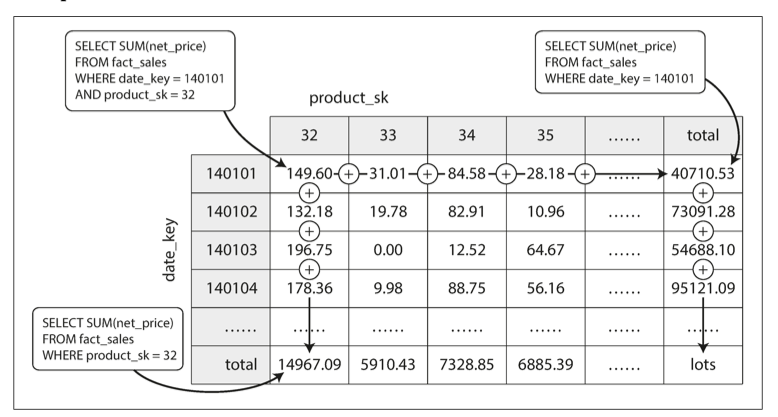 SELECT SUM(net_price)
FROM fact_sales
WHERE date_key = 140101
AND product_sk = 32
SELECT SUM(net_price)
FROM fact_sales
WHERE date_key = 140101
product_sk
32 33 34 35 ...... total
date_key
140101 149.60 + 31.01 + 84.58 + 28.18 + ...... 40710.53
+ +
140102 132.18 19.78 82.91 10.96 ...... 73091.28
+ +
140103 196.75 0.00 12.52 64.67 ...... 54688.10
+ +
140104 178.36 9.98 88.75 56.16 ...... 95121.09
...... ...... ...... ...... ...... ...... ......
total 14967.09 5910.43 7328.85 6885.39 ...... lots
SELECT SUM(net_price)
FROM fact_sales
WHERE product_sk = 32